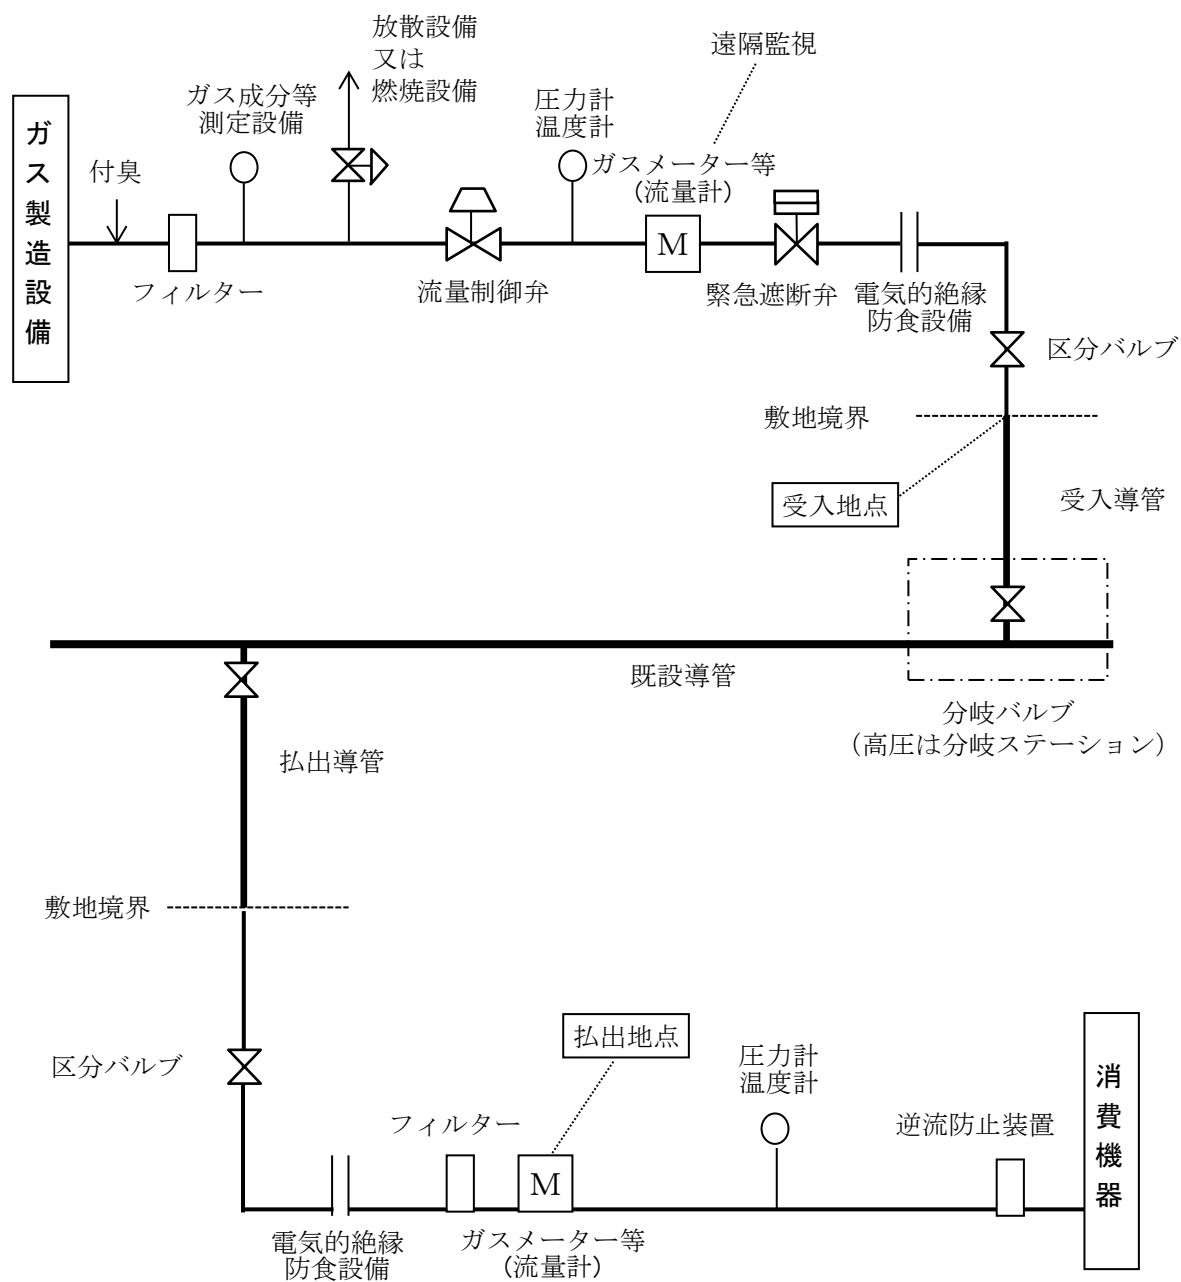 放散設備
又は
燃焼設備
遠隔監視
ガス成分等
測定設備
圧力計
温度計
ガス製造設備
付臭
ガスメーター等
(流量計)
M
フィルター
流量制御弁
緊急遮断弁
電気的絶縁
防食設備
区分バルブ
敷地境界
受入地点
受入導管
既設導管
分岐バルブ
(高圧は分岐ステーション)
払出導管
敷地境界
払出地点
区分バルブ
圧力計
温度計
消費機器
フィルター
逆流防止装置
M
電気的絶縁
防食設備
ガスメーター等
(流量計)